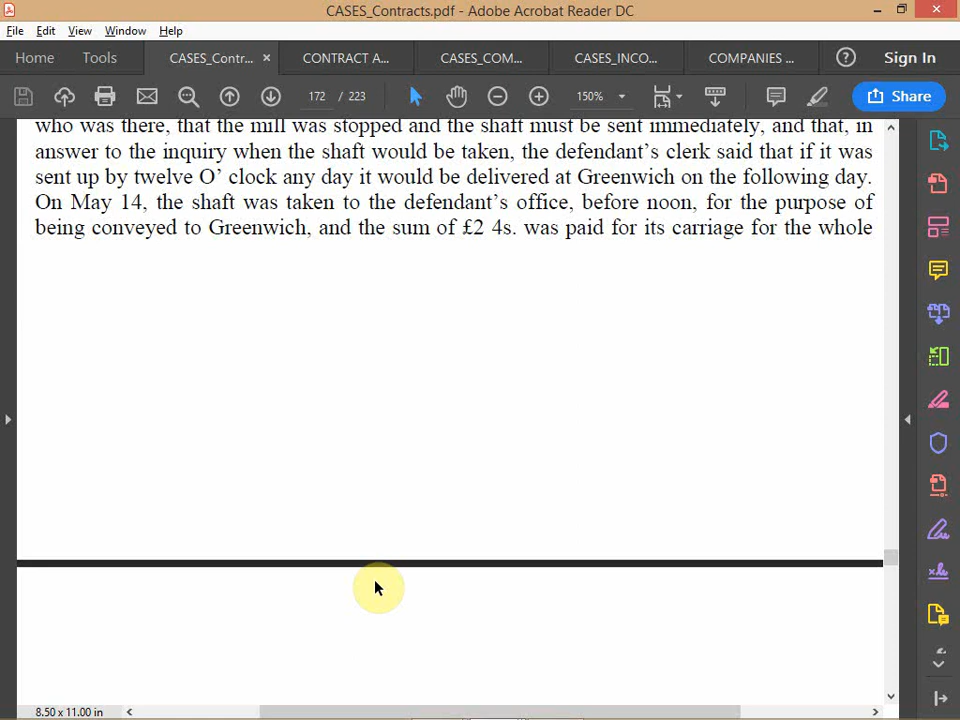 CASES_Contracts.pdf - Adobe Acrobat Reader DC
File Edit View Window Help
Home Tools CASES_Contr... × CONTRACT A... CASES_COM... CASES_INCO... COMPANIES ... Sign In
172 / 223 150% Share
who was there, that the mill was stopped and the shaft must be sent immediately, and that, in
answer to the inquiry when the shaft would be taken, the defendant's clerk said that if it was
sent up by twelve O' clock any day it would be delivered at Greenwich on the following day.
On May 14, the shaft was taken to the defendant's office, before noon, for the purpose of
being conveyed to Greenwich, and the sum of £2 4s. was paid for its carriage for the whole
8.50 x 11.00 in